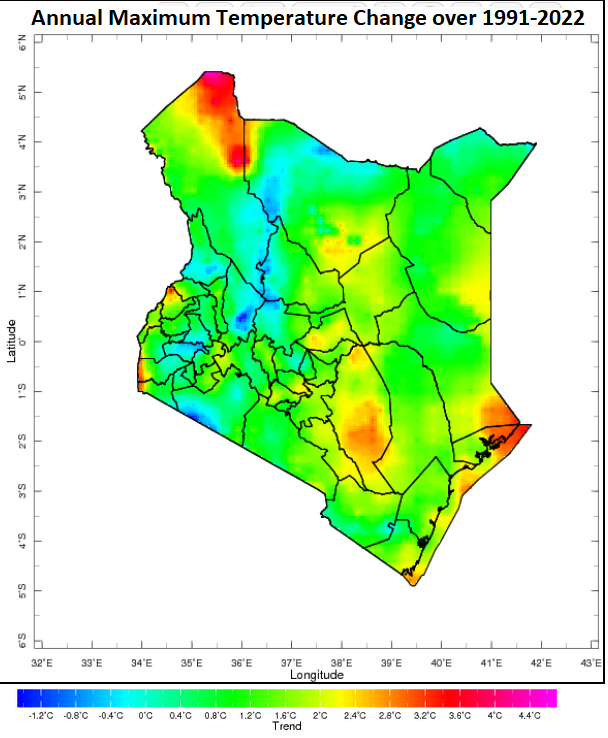 Annual Maximum Temperature Change over 1991-2022
6°N
5°N
4°N
3°N
2°N
1°N
0°
1°S
2°S
3°S
4°S
5°S
6°S
Latitude
32°E 33°E 34°E 35°E 36°E 37°E 38°E 39°E 40°E 41°E 42°E 43°E
Longitude
-1.2°C -0.8°C -0.4°C 0°C 0.4°C 0.8°C 1.2°C 1.6°C 2°C 2.4°C 2.8°C 3.2°C 3.6°C 4°C 4.4°C
Trend